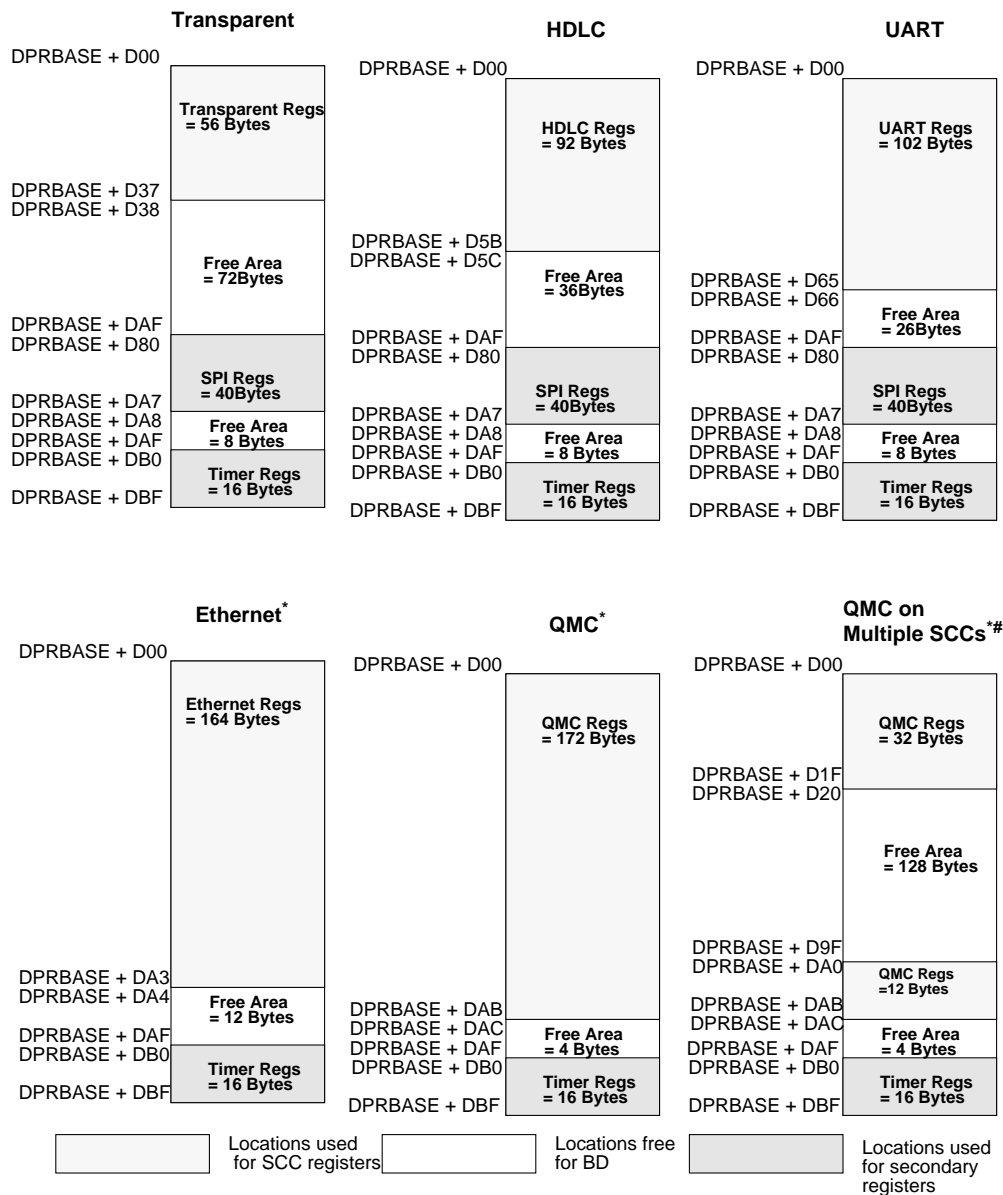 Transparent
DPRBASE + D00
Transparent Regs
= 56 Bytes
DPRBASE + D37
DPRBASE + D38
Free Area
= 72Bytes
DPRBASE + DAF
DPRBASE + D80
SPI Regs
= 40Bytes
DPRBASE + DA7
DPRBASE + DA8
Free Area
= 8 Bytes
DPRBASE + DAF
DPRBASE + DB0
Timer Regs
= 16 Bytes
DPRBASE + DBF
HDLC
DPRBASE + D00
HDLC Regs
= 92 Bytes
DPRBASE + D5B
DPRBASE + D5C
Free Area
= 36Bytes
DPRBASE + DAF
DPRBASE + D80
SPI Regs
= 40Bytes
DPRBASE + DA7
DPRBASE + DA8
Free Area
= 8 Bytes
DPRBASE + DAF
DPRBASE + DB0
Timer Regs
= 16 Bytes
DPRBASE + DBF
UART
DPRBASE + D00
UART Regs
= 102 Bytes
DPRBASE + D65
DPRBASE + D66
Free Area
= 26Bytes
DPRBASE + DAF
DPRBASE + D80
SPI Regs
= 40Bytes
DPRBASE + DA7
DPRBASE + DA8
Free Area
= 8 Bytes
DPRBASE + DAF
DPRBASE + DB0
Timer Regs
= 16 Bytes
DPRBASE + DBF
Ethernet*
DPRBASE + D00
Ethernet Regs
= 164 Bytes
DPRBASE + DA3
DPRBASE + DA4
Free Area
= 12 Bytes
DPRBASE + DAF
DPRBASE + DB0
Timer Regs
= 16 Bytes
DPRBASE + DBF
QMC*
DPRBASE + D00
QMC Regs
= 172 Bytes
DPRBASE + DAB
DPRBASE + DAC
Free Area
= 4 Bytes
DPRBASE + DAF
DPRBASE + DB0
Timer Regs
= 16 Bytes
DPRBASE + DBF
QMC on
Multiple SCCs*#
DPRBASE + D00
QMC Regs
= 32 Bytes
DPRBASE + D1F
DPRBASE + D20
Free Area
= 128 Bytes
DPRBASE + D9F
DPRBASE + DA0
QMC Regs
=12 Bytes
DPRBASE + DAB
DPRBASE + DAC
Free Area
= 4 Bytes
DPRBASE + DAF
DPRBASE + DB0
Timer Regs
= 16 Bytes
DPRBASE + DBF
Locations used
for SCC registers
Locations free
for BD
Locations used
for secondary
registers